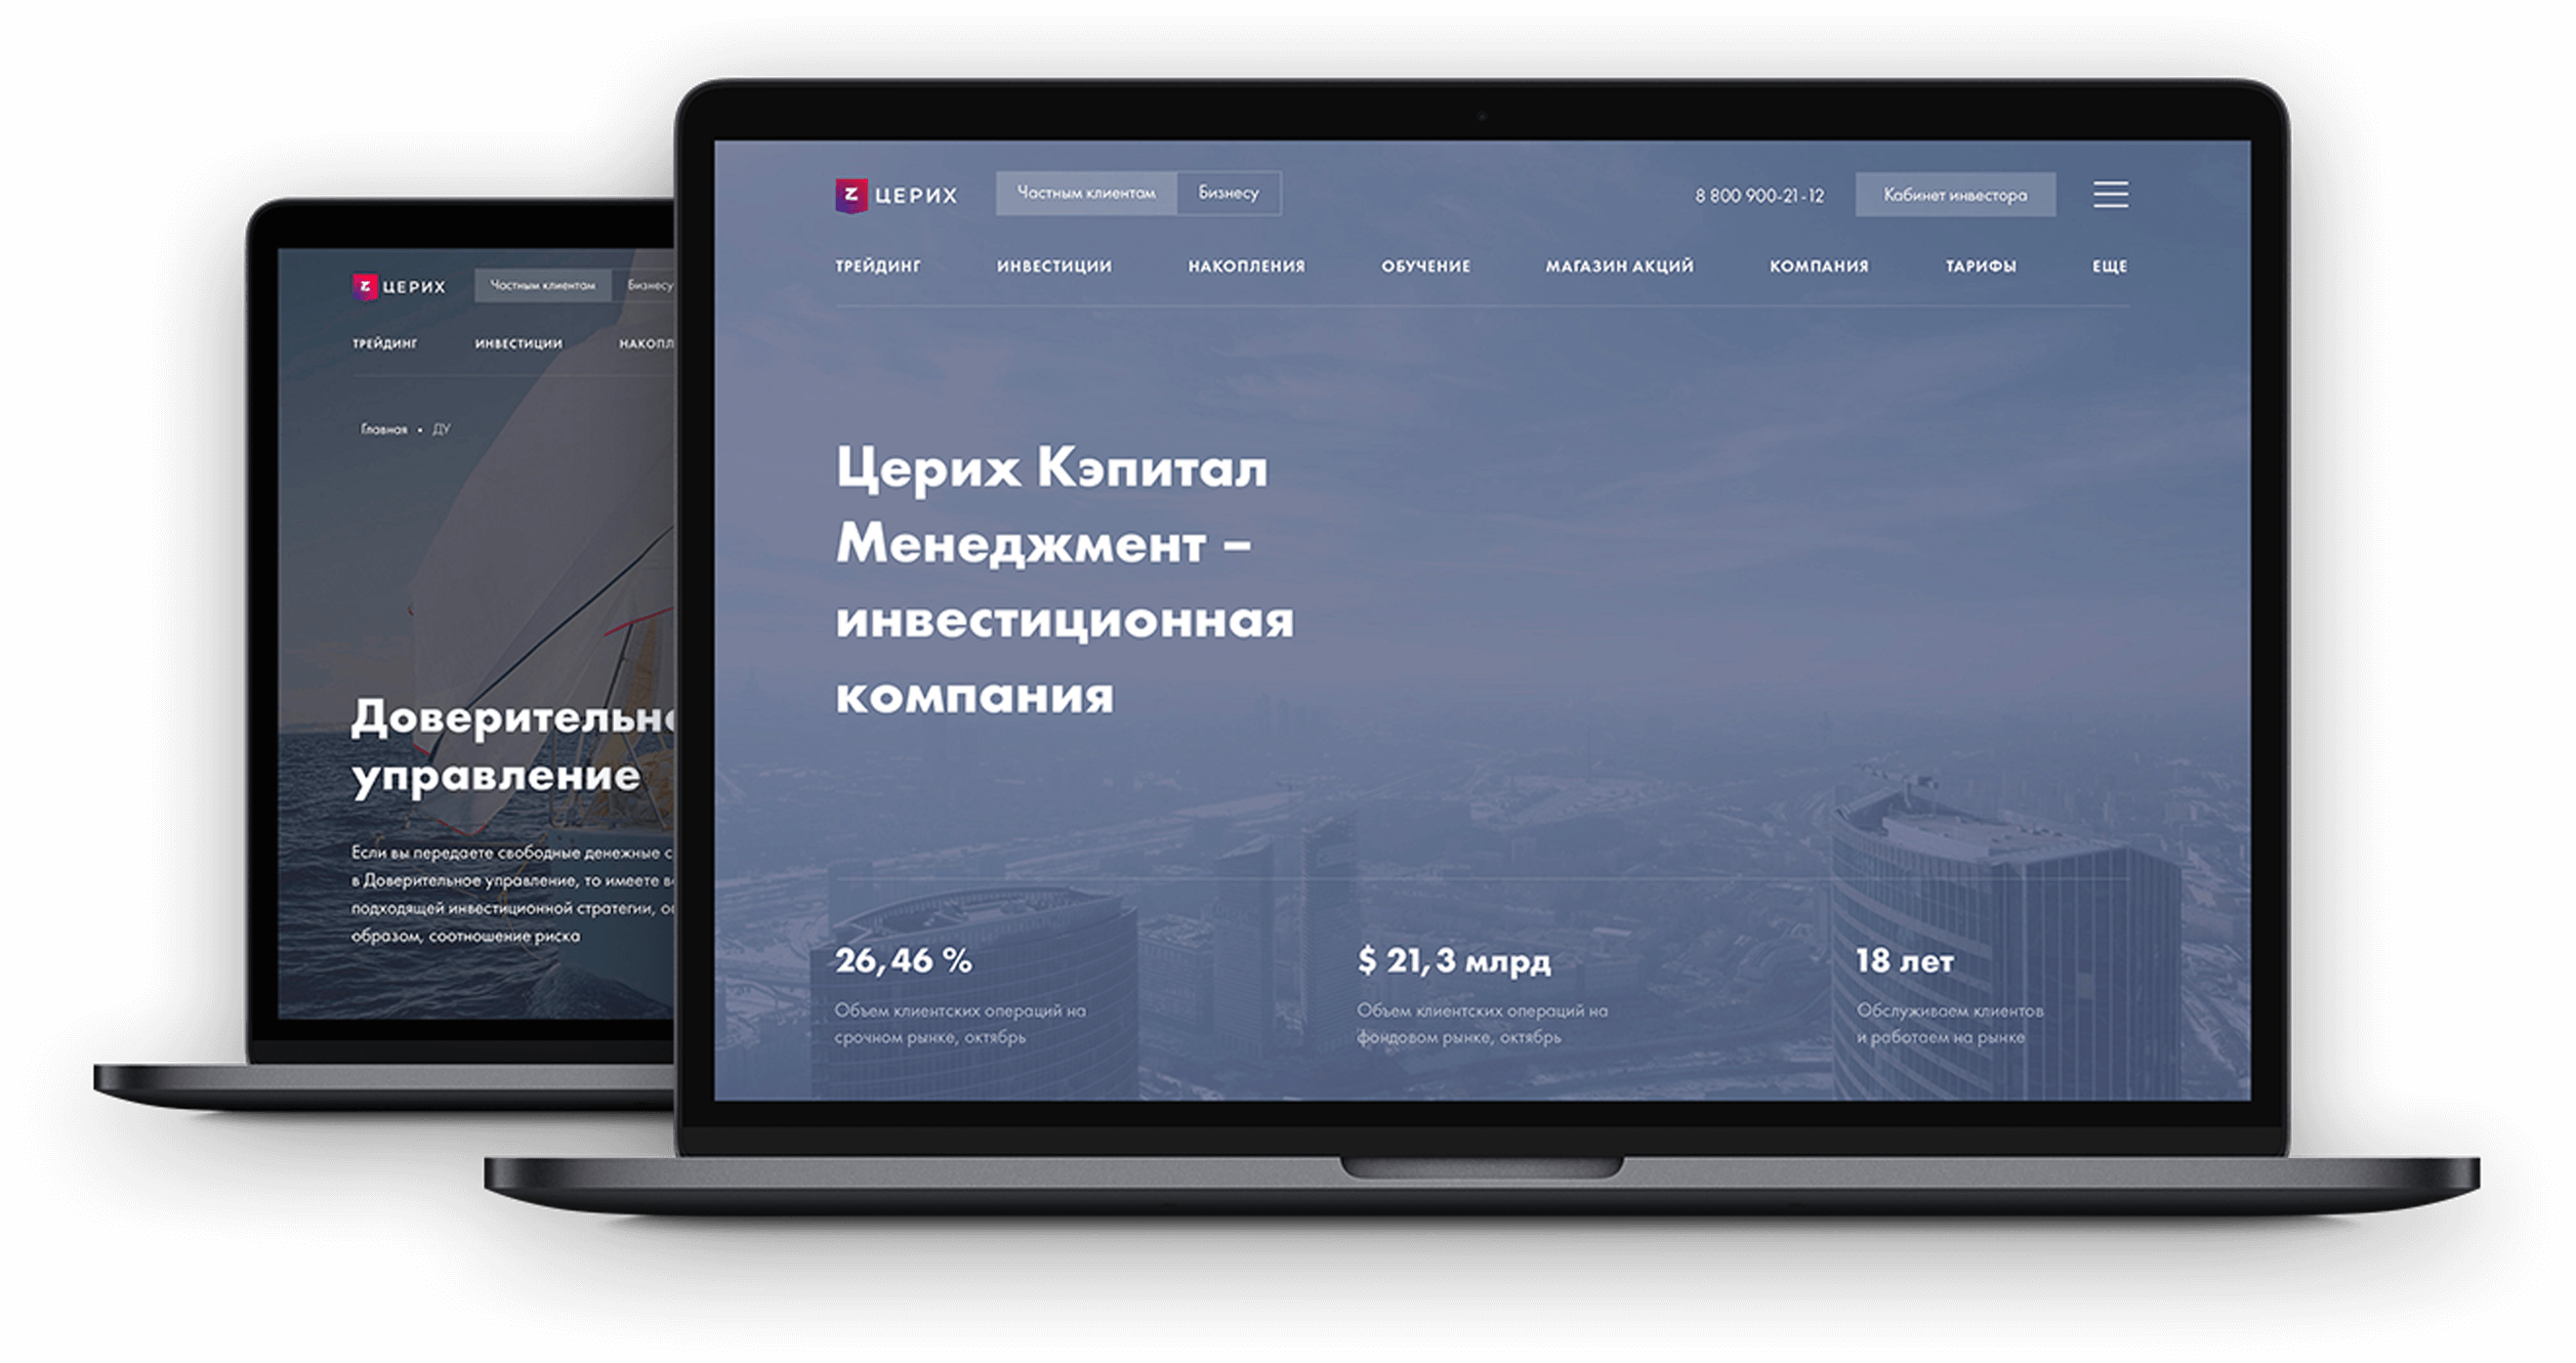 ЦЕРИХ
Частным клиентам
Бизнесу
ТРЕЙДИНГ
ИНВЕСТИЦИИ
Главная • ДУ
управление
Если вы передаете свободные денежные
в Доверительное управление, то имеете
подходящей инвестиционной стратегии,
образом, соотношение риска
ЦЕРИХ
Частным клиентам
Бизнесу
8 800 900-21-12
Кабинет инвестора
ТРЕЙДИНГ
ИНВЕСТИЦИИ
НАКОПЛЕНИЯ
ОБУЧЕНИЕ
МАГАЗИН АКЦИЙ
КОМПАНИЯ
ТАРИФЫ
ЕЩЕ
Церих Кэпитал
Менеджмент –
инвестиционная
компания
26,46 %
Объем клиентских операций на
срочном рынке, октябрь
$ 21,3 млрд
Объем клиентских операций на
фондовом рынке, октябрь
18 лет
Обслуживаем клиентов
и работаем на рынке